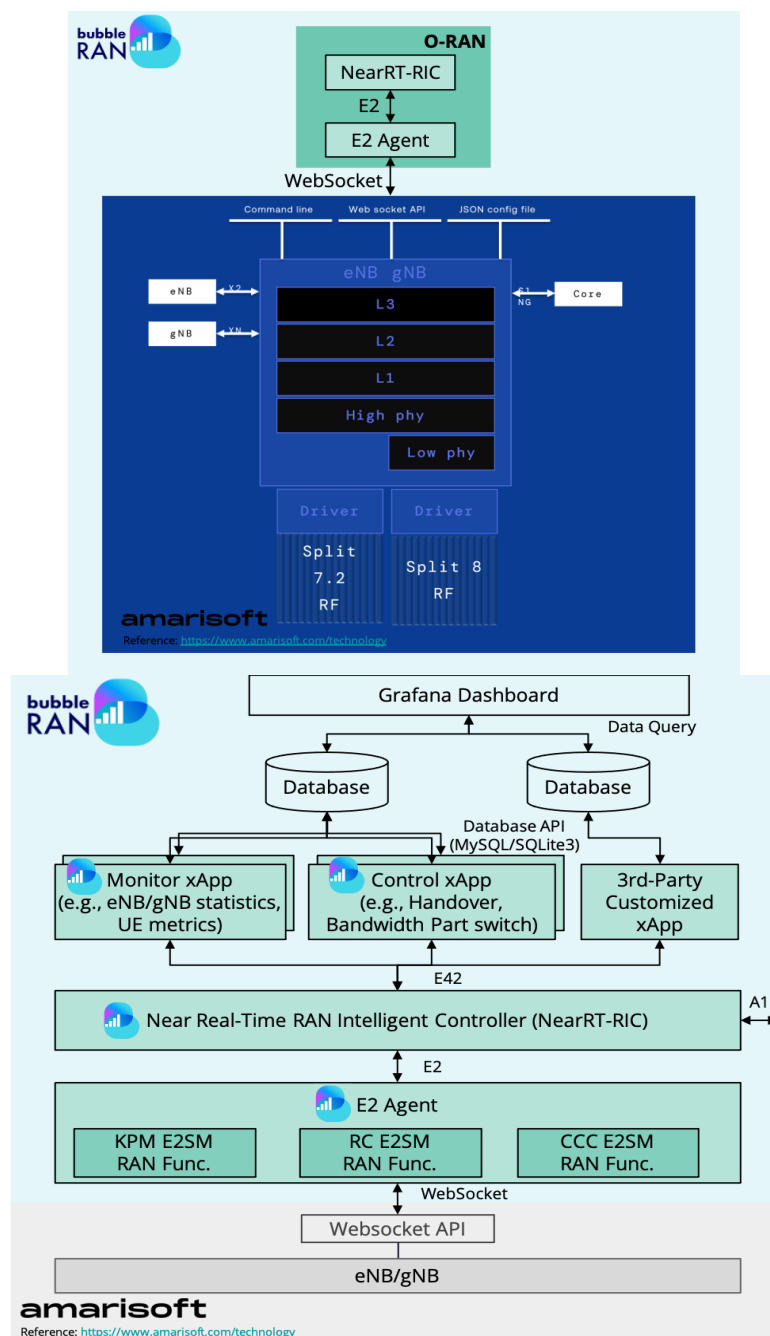 bubble
RAN
O-RAN
NearRT-RIC
E2
E2 Agent
WebSocket
Command line
Web socket API
JSON config file
eNB gNB
eNB
X2
L3
S1
NG
Core
gNB
XN
L2
L1
High phy
Low phy
Driver
Driver
Split
7.2
RF
Split 8
RF
amarisoft
Reference: https://www.amarisoft.com/technology
bubble
RAN
Grafana Dashboard
Data Query
Database
Database
Database API
(MySQL/SQLite3)
Monitor xApp
(e.g., eNB/gNB statistics,
UE metrics)
Control xApp
(e.g., Handover,
Bandwidth Part switch)
3rd-Party
Customized
xApp
E42
Near Real-Time RAN Intelligent Controller (NearRT-RIC)
A1
E2
E2 Agent
KPM E2SM
RAN Func.
RC E2SM
RAN Func.
CCC E2SM
RAN Func.
WebSocket
Websocket API
eNB/gNB
amarisoft
Reference: https://www.amarisoft.com/technology